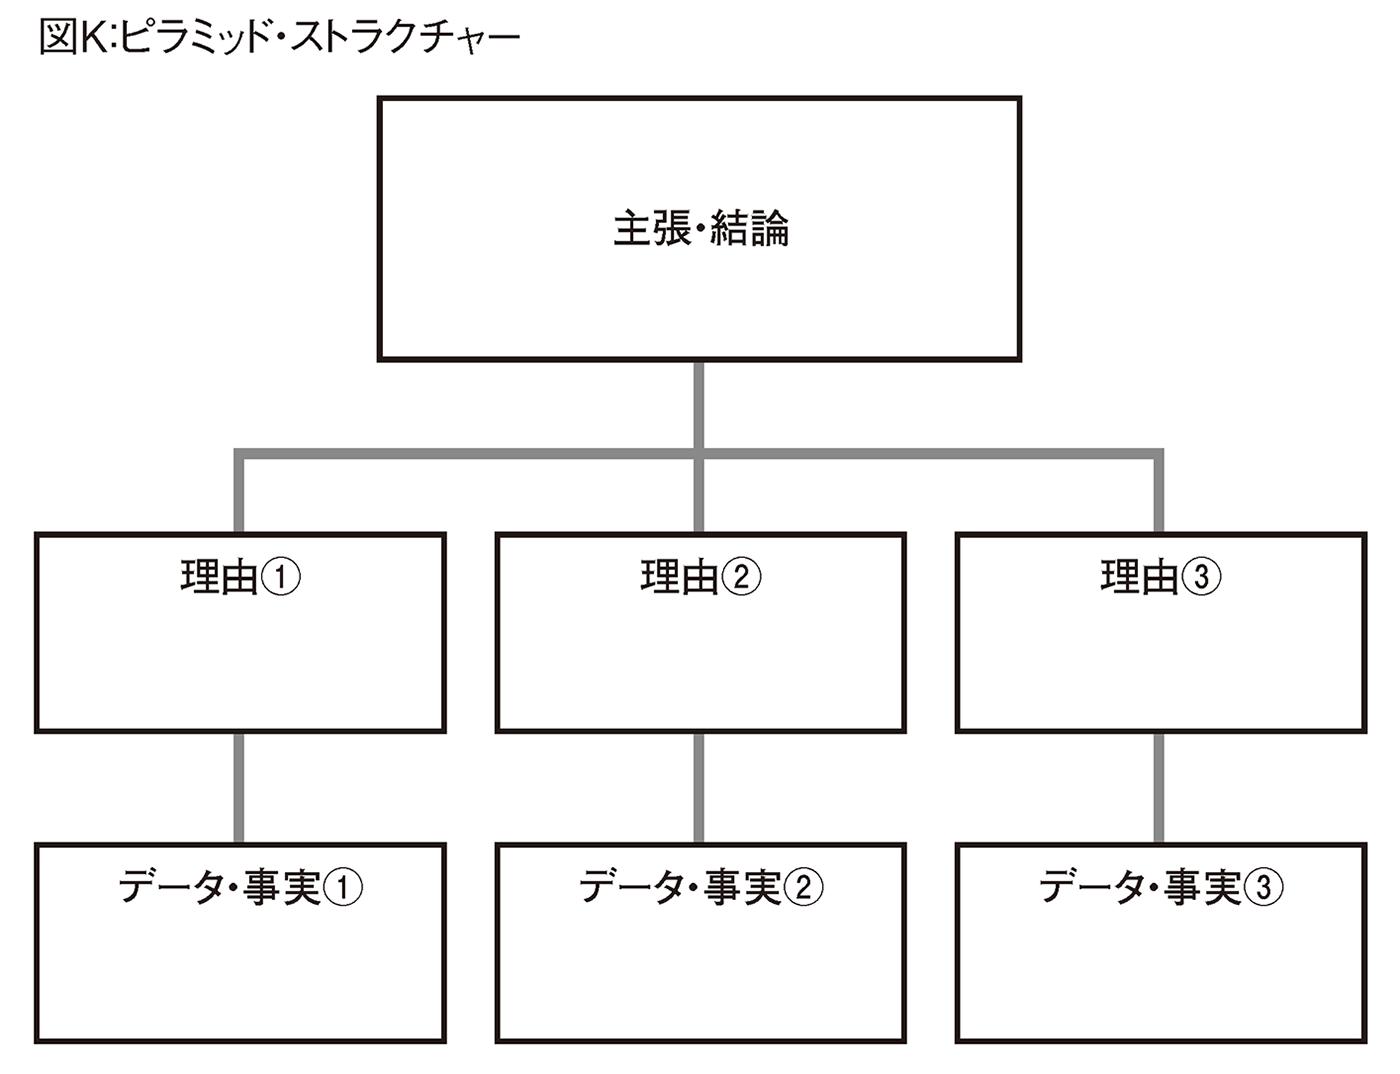 図K:ピラミッド・ストラクチャー
主張・結論
理由①
理由②
理由③
データ・事実①
データ・事実②
データ・事実③